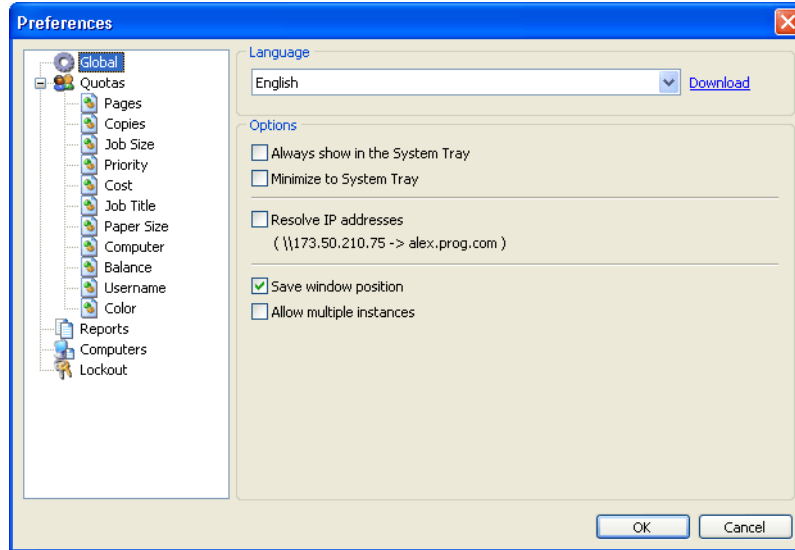 Preferences
Global
Quotas
Pages
Copies
Job Size
Priority
Cost
Job Title
Paper Size
Computer
Balance
Username
Color
Reports
Computers
Lockout
Language
English
Download
Options
Always show in the System Tray
Minimize to System Tray
Resolve IP addresses
( \\173.50.210.75 -> alex.prog.com )
Save window position
Allow multiple instances
OK
Cancel